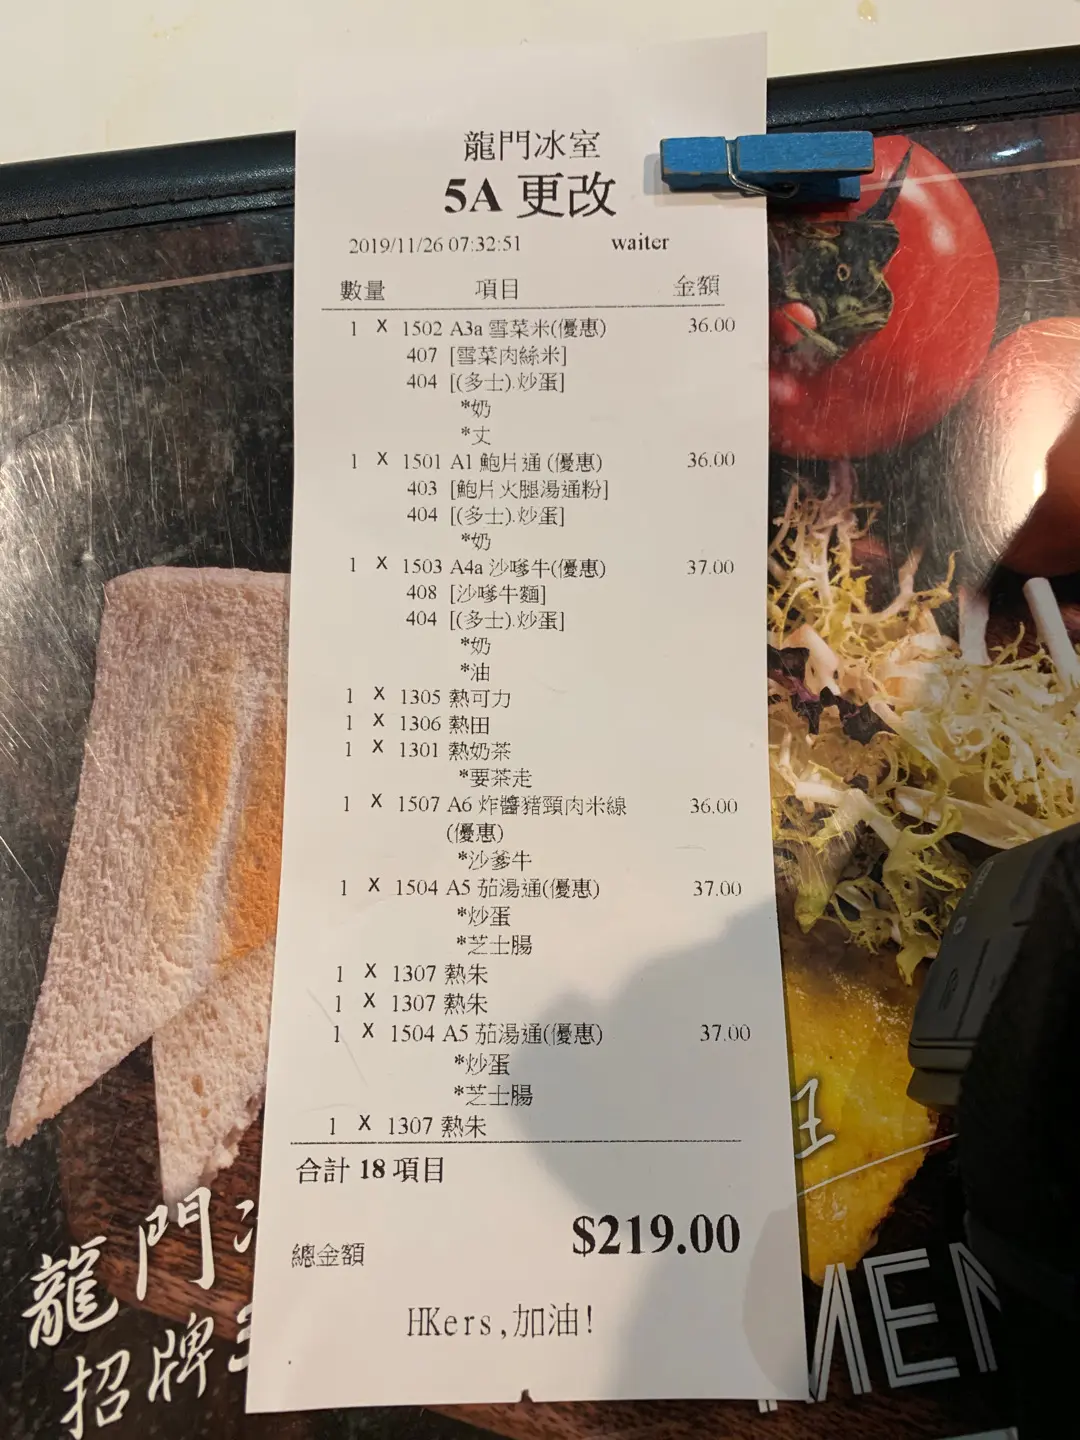 龍門冰室
5A 更改
2019/11/26 07:32:51 waiter
數量 項目 金額
1 X 1502 A3a 雪菜米(優惠) 36.00
407 [雪菜肉絲米]
404 [(多士).炒蛋]
*奶
*丈
1 X 1501 A1 鮑片通 (優惠) 36.00
403 [鮑片火腿湯通粉]
404 [(多士).炒蛋]
*奶
1 X 1503 A4a 沙嗲牛(優惠) 37.00
408 [沙嗲牛麵]
404 [(多士).炒蛋]
*奶
*油
1 X 1305 熱可力
1 X 1306 熱田
1 X 1301 熱奶茶
*要茶走
1 X 1507 A6 炸醬豬頸肉米線 36.00
(優惠)
*沙爹牛
1 X 1504 A5 茄湯通(優惠) 37.00
*炒蛋
*芝士腸
1 X 1307 熱朱
1 X 1307 熱朱
1 X 1504 A5 茄湯通(優惠) 37.00
*炒蛋
*芝士腸
1 X 1307 熱朱
合計 18 項目
總金額 $219.00
HKers,加油!
龍門
招牌
王
MEN